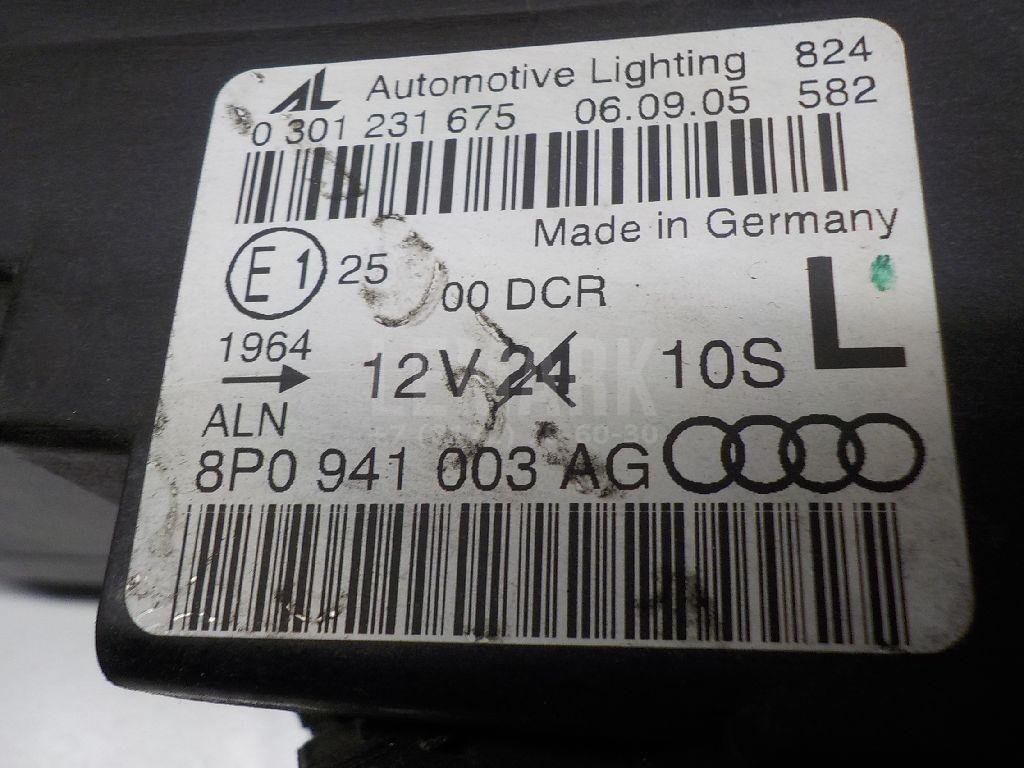 AL Automotive Lighting 824
0 301 231 675 06.09.05 582
Made in Germany
E1 25
00 DCR
L
1964
12V 24 10S
ALN
8P0 941 003 AG